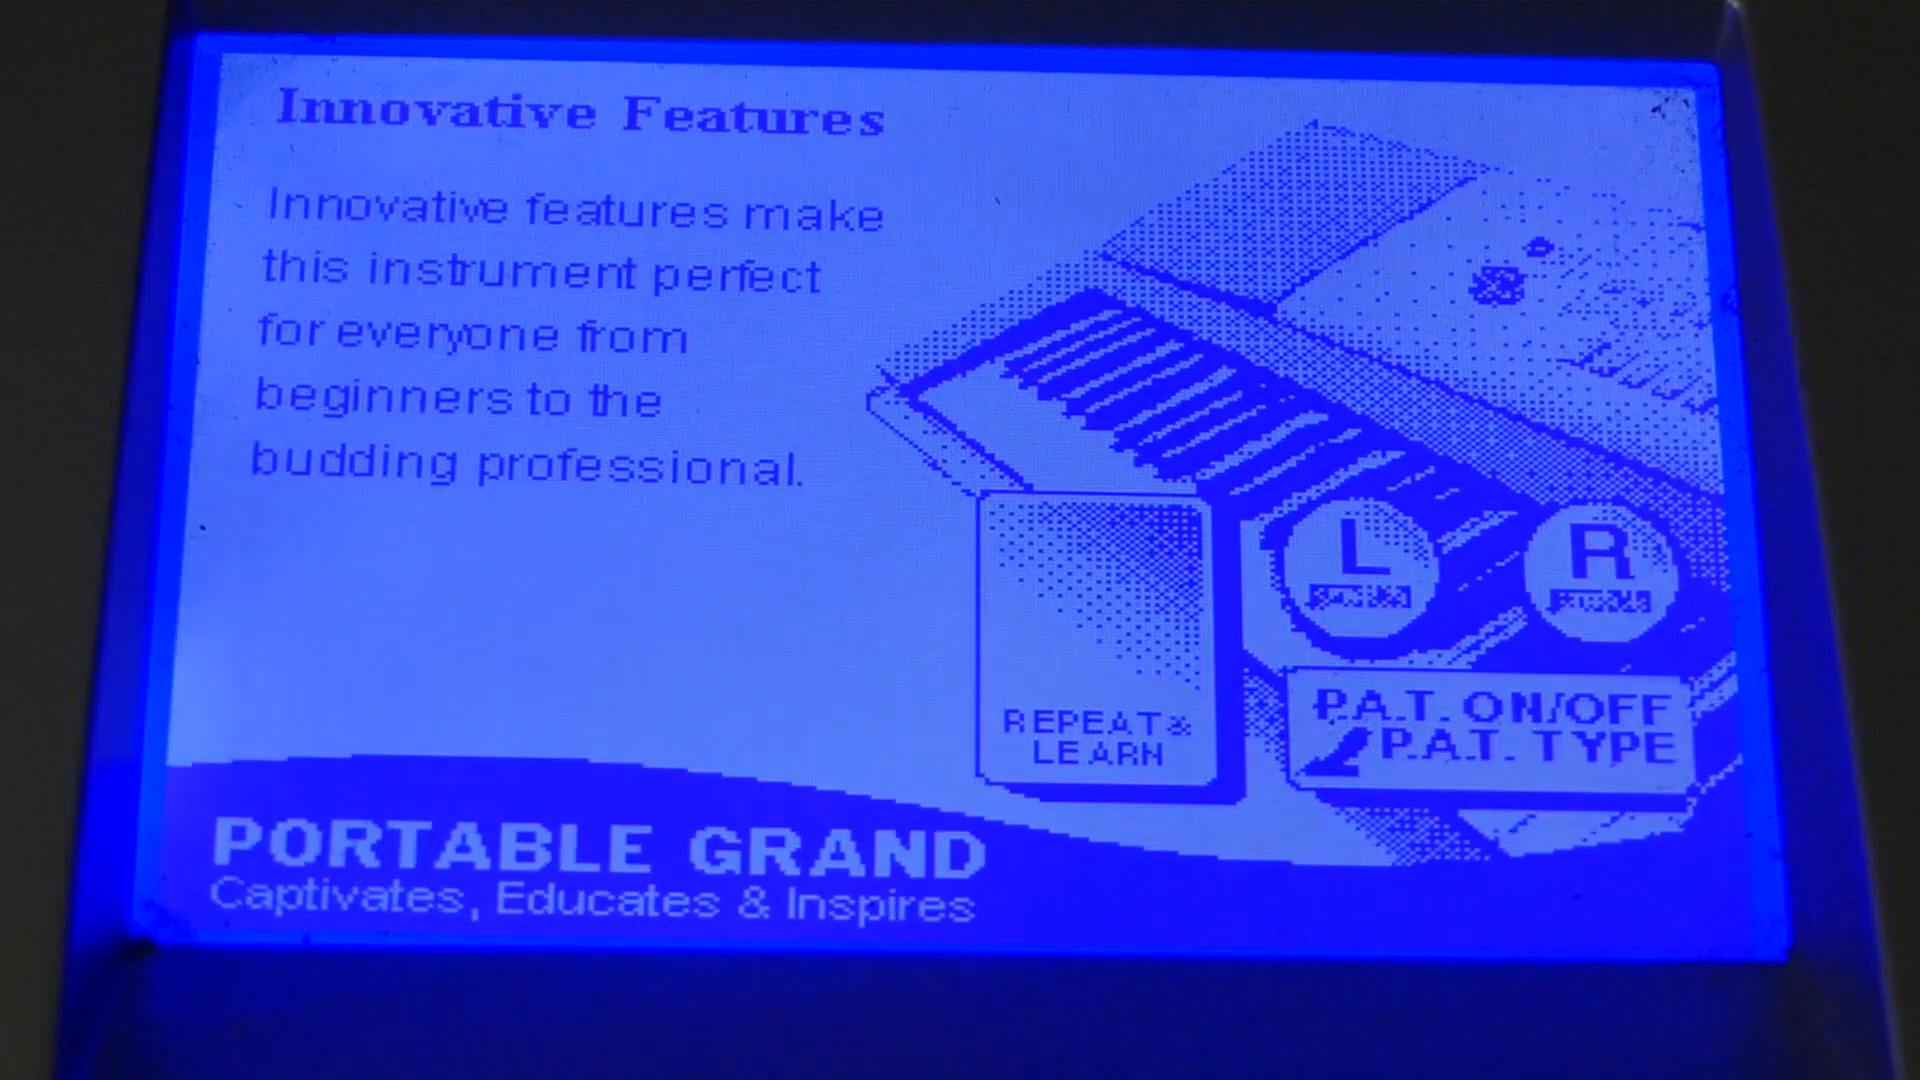 Innovative Features
Innovative features make
this instrument perfect
for everyone from
beginners to the
budding professional.
L
R
REPEAT &
LEARN
P.A.T. ON/OFF
P.A.T. TYPE
PORTABLE GRAND
Captivates, Educates & Inspires